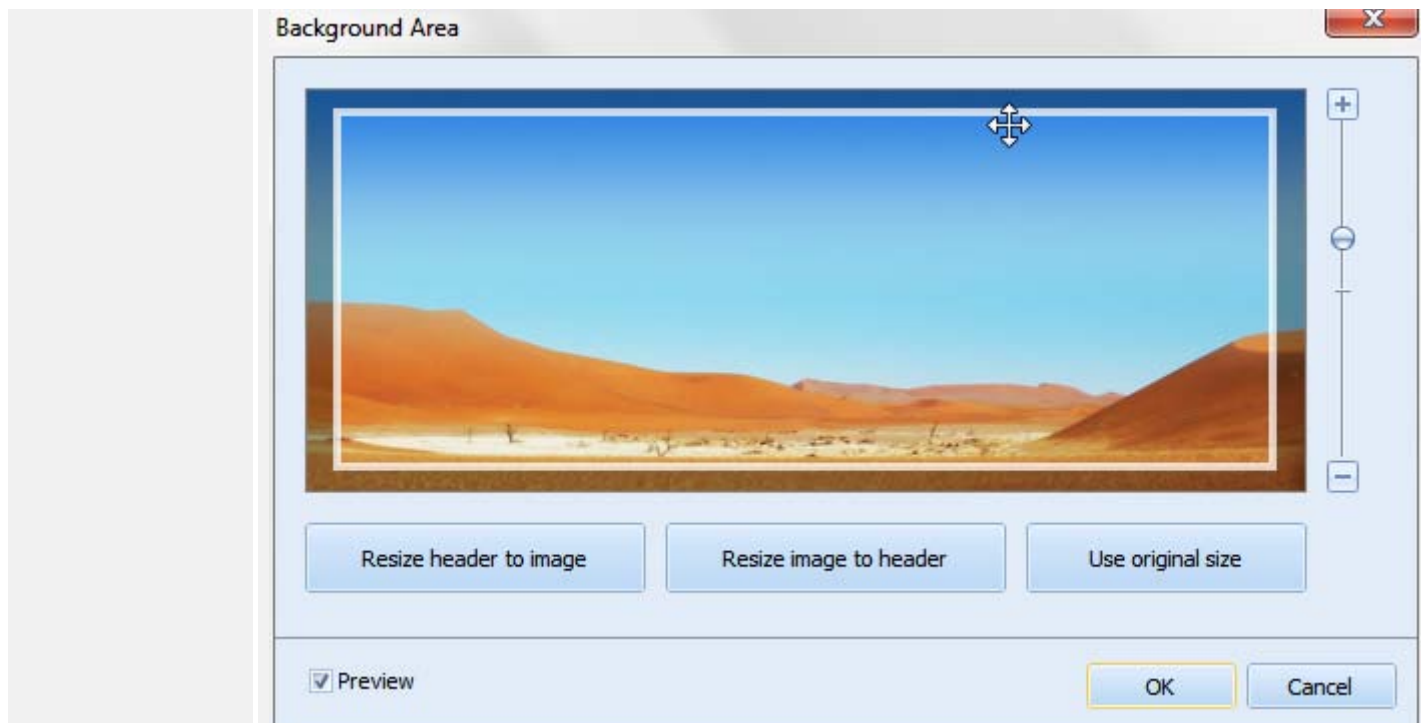 Background Area
Resize header to image
Resize image to header
Use original size
Preview
OK
Cancel